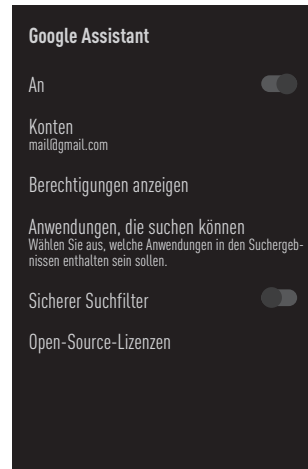 Google Assistant
An
Konten
mail@gmail.com
Berechtigungen anzeigen
Anwendungen, die suchen können
Wählen Sie aus, welche Anwendungen in den Suchergeb-
nissen enthalten sein sollen.
Sicherer Suchfilter
Open-Source-Lizenzen